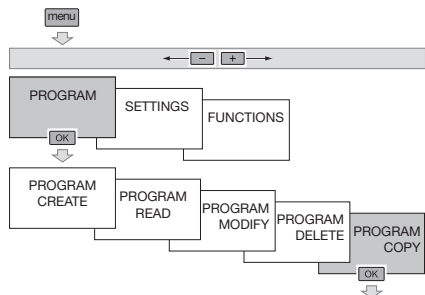 menu
− +
PROGRAM
SETTINGS
FUNCTIONS
OK
PROGRAM
CREATE
PROGRAM
READ
PROGRAM
MODIFY
PROGRAM
DELETE
PROGRAM
COPY
OK